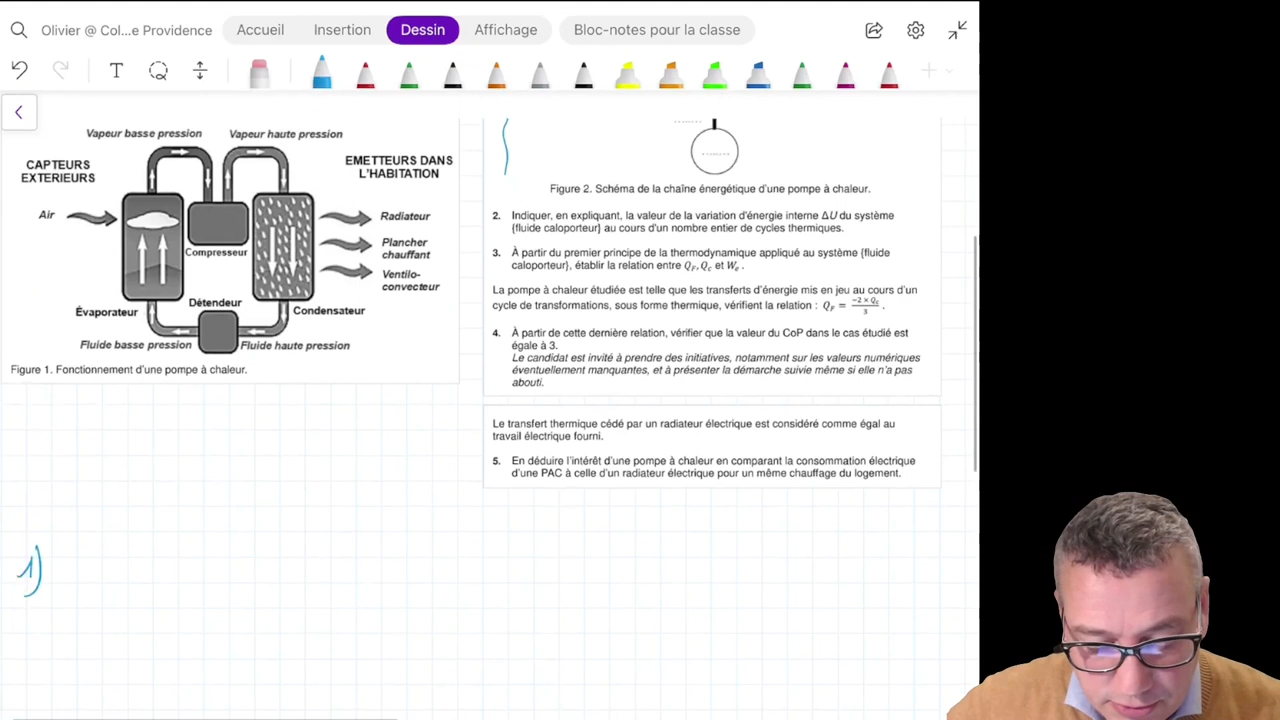 Olivier @ Col...e Providence
Accueil
Insertion
Dessin
Affichage
Bloc-notes pour la classe
Vapeur basse pression
Vapeur haute pression
CAPTEURS
EXTERIEURS
EMETTEURS DANS
L'HABITATION
Air
Radiateur
Plancher
chauffant
Compresseur
Ventilo-
convecteur
Détendeur
Évaporateur
Condensateur
Fluide basse pression
Fluide haute pression
Figure 1. Fonctionnement d'une pompe à chaleur.
1)
........
........
Figure 2. Schéma de la chaîne énergétique d'une pompe à chaleur.
2. Indiquer, en expliquant, la valeur de la variation d'énergie interne ΔU du système
{fluide caloporteur} au cours d'un nombre entier de cycles thermiques.
3. À partir du premier principe de la thermodynamique appliqué au système {fluide
caloporteur}, établir la relation entre Q_F, Q_c et W_e .
La pompe à chaleur étudiée est telle que les transferts d'énergie mis en jeu au cours d'un
cycle de transformations, sous forme thermique, vérifient la relation : Q_F = −2 × Q_c / 3 .
4. À partir de cette dernière relation, vérifier que la valeur du CoP dans le cas étudié est
égale à 3.
Le candidat est invité à prendre des initiatives, notamment sur les valeurs numériques
éventuellement manquantes, et à présenter la démarche suivie même si elle n'a pas
abouti.
Le transfert thermique cédé par un radiateur électrique est considéré comme égal au
travail électrique fourni.
5. En déduire l'intérêt d'une pompe à chaleur en comparant la consommation électrique
d'une PAC à celle d'un radiateur électrique pour un même chauffage du logement.